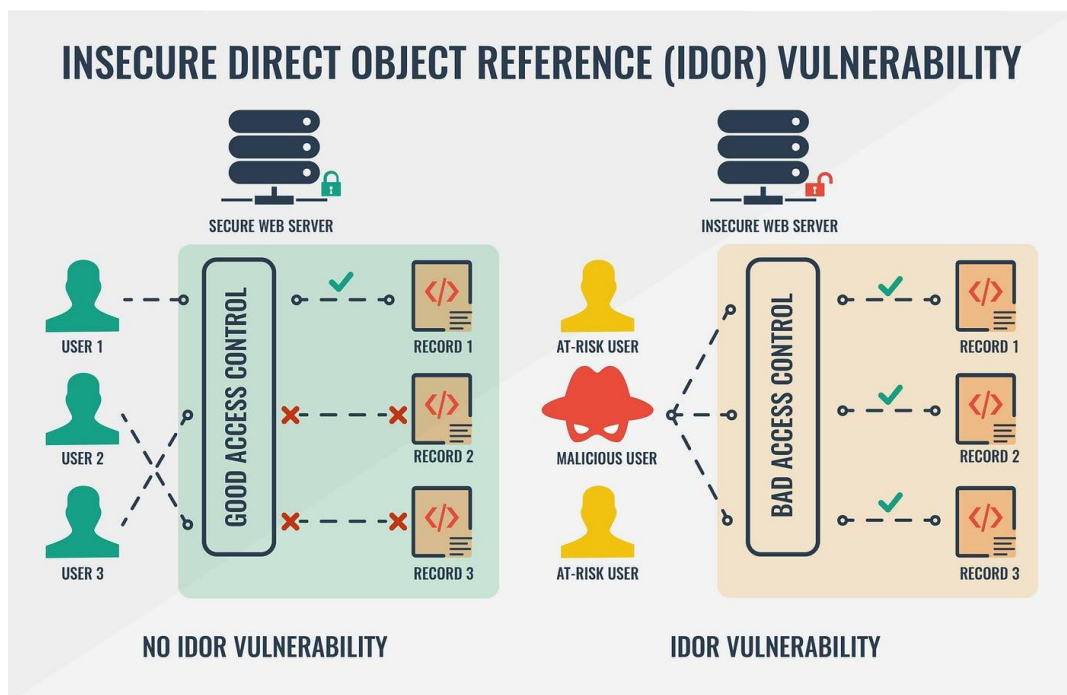 INSECURE DIRECT OBJECT REFERENCE (IDOR) VULNERABILITY
SECURE WEB SERVER
USER 1
USER 2
USER 3
GOOD ACCESS CONTROL
</>
RECORD 1
</>
RECORD 2
</>
RECORD 3
NO IDOR VULNERABILITY
INSECURE WEB SERVER
AT-RISK USER
MALICIOUS USER
AT-RISK USER
BAD ACCESS CONTROL
</>
RECORD 1
</>
RECORD 2
</>
RECORD 3
IDOR VULNERABILITY